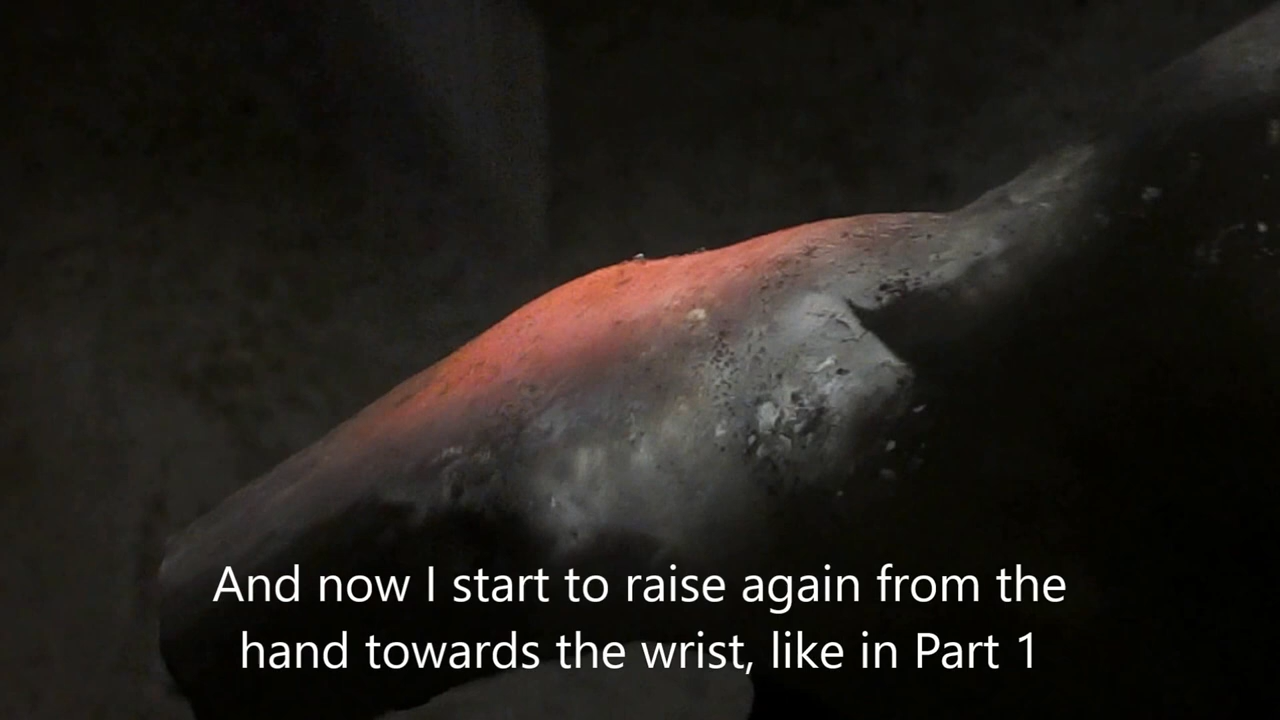 And now I start to raise again from the
hand towards the wrist, like in Part 1